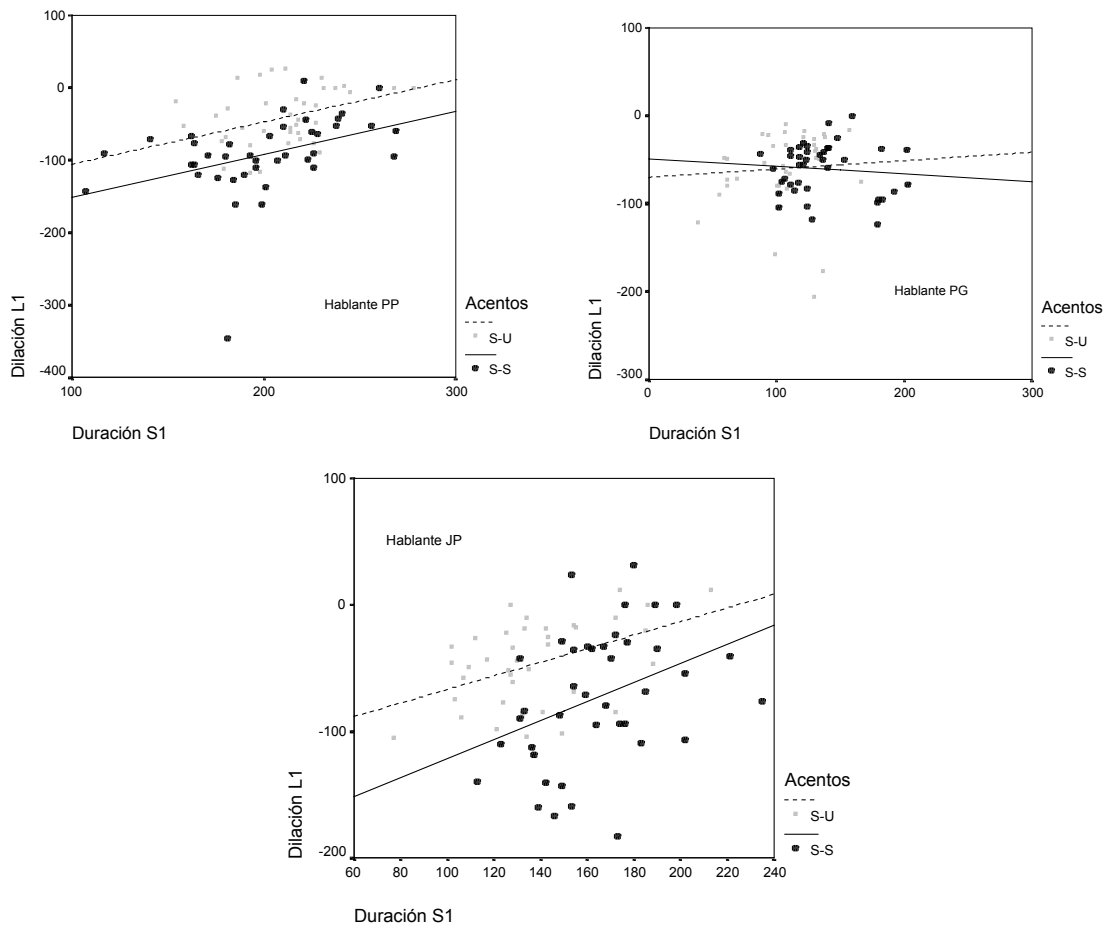 100
0
-100
-200
-300
-400
Dilación L1
100
200
300
Duración S1
Hablante PP
Acentos
S-U
S-S
100
0
-100
-200
-300
Dilación L1
0
100
200
300
Duración S1
Hablante PG
Acentos
S-U
S-S
100
0
-100
-200
Dilación L1
60
80
100
120
140
160
180
200
220
240
Duración S1
Hablante JP
Acentos
S-U
S-S